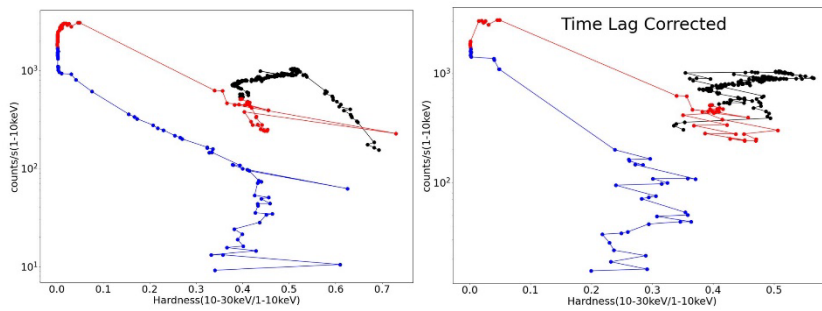 counts/s(1-10keV)
10³
10²
10¹
0.0 0.1 0.2 0.3 0.4 0.5 0.6 0.7
Hardness(10-30keV/1-10keV)
Time Lag Corrected
counts/s(1-10keV)
10³
10²
0.0 0.1 0.2 0.3 0.4 0.5
Hardness(10-30keV/1-10keV)